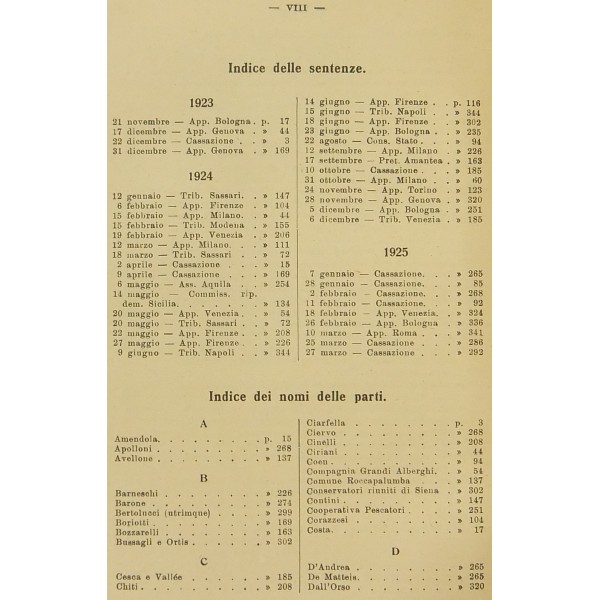 — VIII —
Indice delle sentenze.
1923
21 novembre — App. Bologna. p. 17
17 dicembre — App. Genova . . » 44
22 dicembre — Cassazione . . » 3
31 dicembre — App. Genova . » 169
1924
12 gennaio — Trib. Sassari. . » 147
6 febbraio — App. Firenze . » 104
15 febbraio — App. Milano. . » 44
15 febbraio — Trib. Modena . » 155
19 febbraio — App. Venezia . » 206
12 marzo — App. Milano. . . » 111
18 marzo — Trib. Sassari . . » 72
2 aprile — Cassazione . . . » 15
9 aprile — Cassazione . . . » 169
6 maggio — Ass. Aquila . . » 254
14 maggio — Commiss. rip.
dem. Sicilia. . . . . . . » 134
20 maggio — App. Venezia. . » 54
20 maggio — Trib. Sassari . . » 72
22 maggio — App. Firenze . . » 208
27 maggio — App. Firenze . . » 226
9 giugno — Trib. Napoli . . » 344
14 giugno — App. Firenze . . p. 116
15 giugno — Trib. Napoli . . » 344
18 giugno — App. Firenze . . » 302
23 giugno — App. Bologna . . » 235
22 agosto — Cons. Stato . . . » 94
12 settembre — App. Milano . » 226
17 settembre — Pret. Amantea . » 163
10 ottobre — Cassazione . . . » 185
31 ottobre — App. Milano . . » 60
24 novembre — App. Torino . » 123
28 novembre — App. Genova . » 320
5 dicembre — App. Bologna . » 251
6 dicembre — Trib. Venezia . » 185
1925
7 gennaio — Cassazione. . . » 265
28 gennaio — Cassazione. . . » 85
2 febbraio — Cassazione. . . » 268
11 febbraio — Cassazione. . . » 92
18 febbraio — App. Venezia. . » 324
26 febbraio — App. Bologna . » 336
10 marzo — App. Roma . . . » 341
25 marzo — Cassazione . . . » 286
27 marzo — Cassazione . . . » 292
Indice dei nomi delle parti.
A
Amendola. . . . . . . . . p. 15
Apolloni . . . . . . . . . » 268
Avellone . . . . . . . . . » 137
B
Barneschi . . . . . . . . » 226
Barone . . . . . . . . . » 274
Bertolucci (utrimque) . . . . » 299
Boriotti . . . . . . . . . » 169
Bozzarelli . . . . . . . . » 163
Bussagli e Ortis . . . . . . » 302
C
Cesca e Vallée . . . . . . » 185
Chiti . . . . . . . . . . » 208
Ciarfella . . . . . . . . p. 3
Ciervo . . . . . . . . . » 268
Cinelli . . . . . . . . . » 208
Ciriani . . . . . . . . . » 44
Coen . . . . . . . . . . » 94
Compagnia Grandi Alberghi. . » 54
Comune Roccapalumba . . . » 137
Conservatori riuniti di Siena . » 302
Contini . . . . . . . . . » 147
Cooperativa Pescatori . . . . » 251
Corazzesi . . . . . . . . » 104
Costa. . . . . . . . . . » 17
D
D'Andrea . . . . . . . . » 265
De Matteis. . . . . . . . » 265
Dall'Orso . . . . . . . . » 320